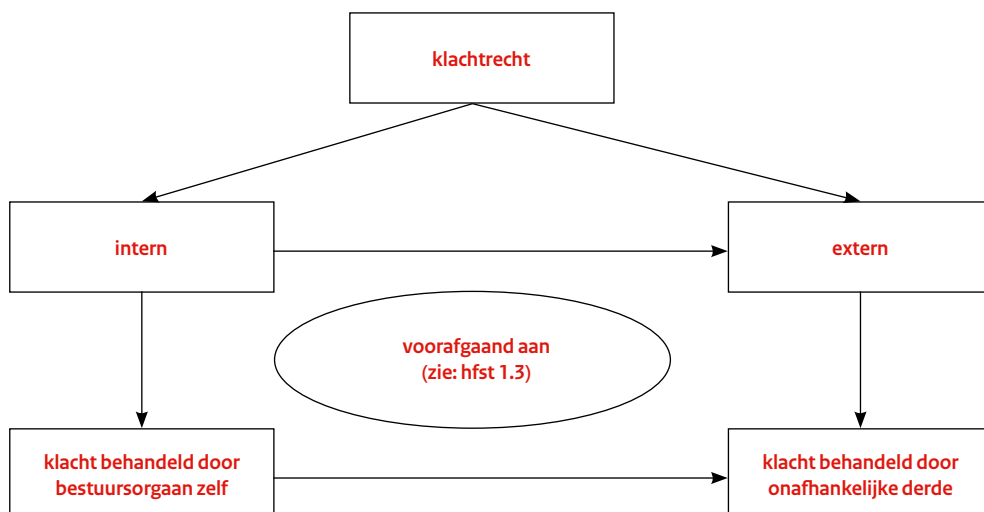 klachtrecht
intern
extern
voorafgaand aan
(zie: hfst 1.3)
klacht behandeld door
bestuursorgaan zelf
klacht behandeld door
onafhankelijke derde